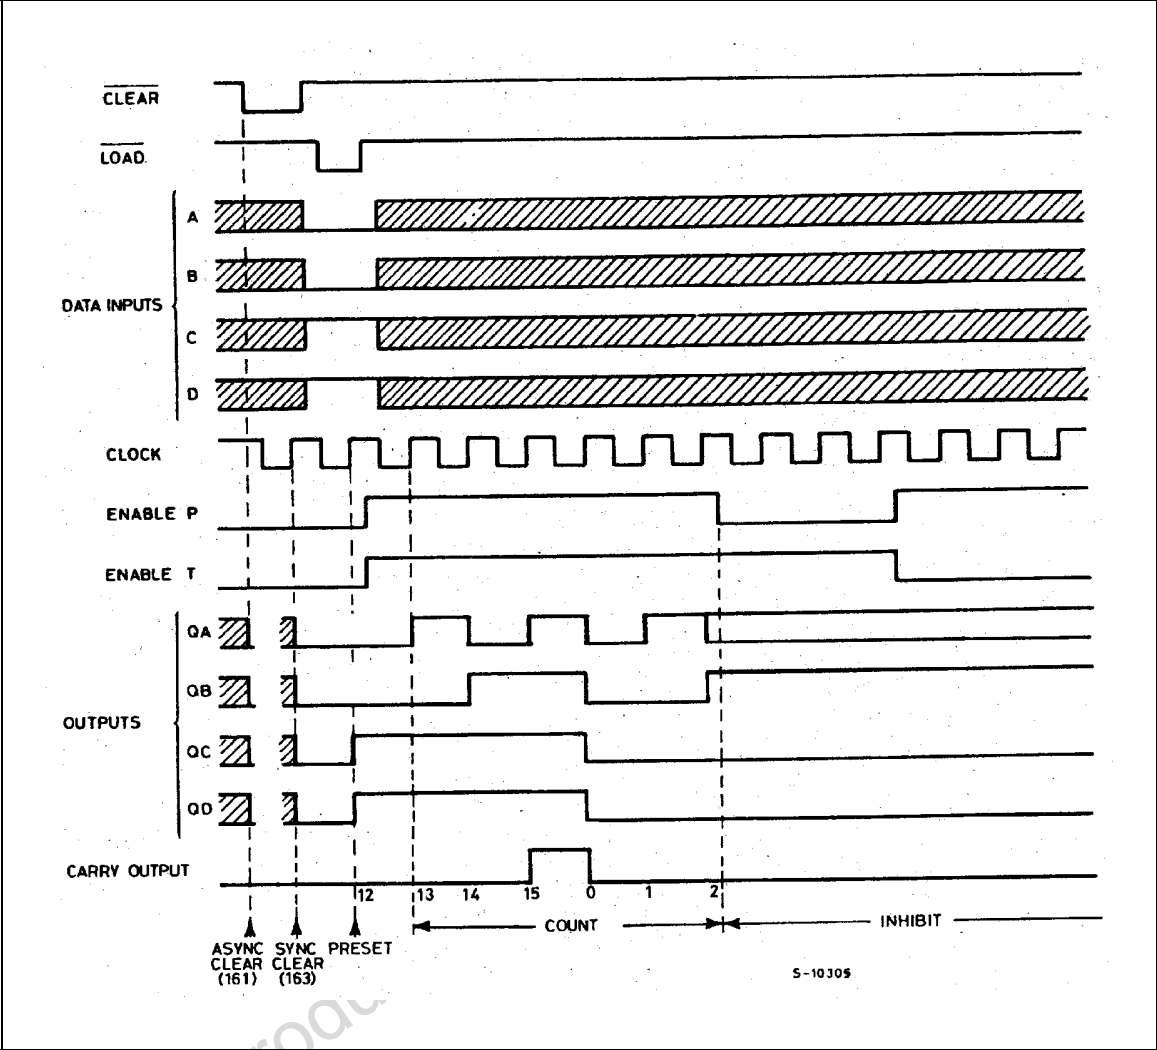 CLEAR
LOAD
A
B
DATA INPUTS
C
D
CLOCK
ENABLE P
ENABLE T
QA
QB
OUTPUTS
QC
QD
CARRY OUTPUT
12 13 14 15 0 1 2
COUNT
INHIBIT
ASYNC CLEAR (161)
SYNC CLEAR (163)
PRESET
S-10305